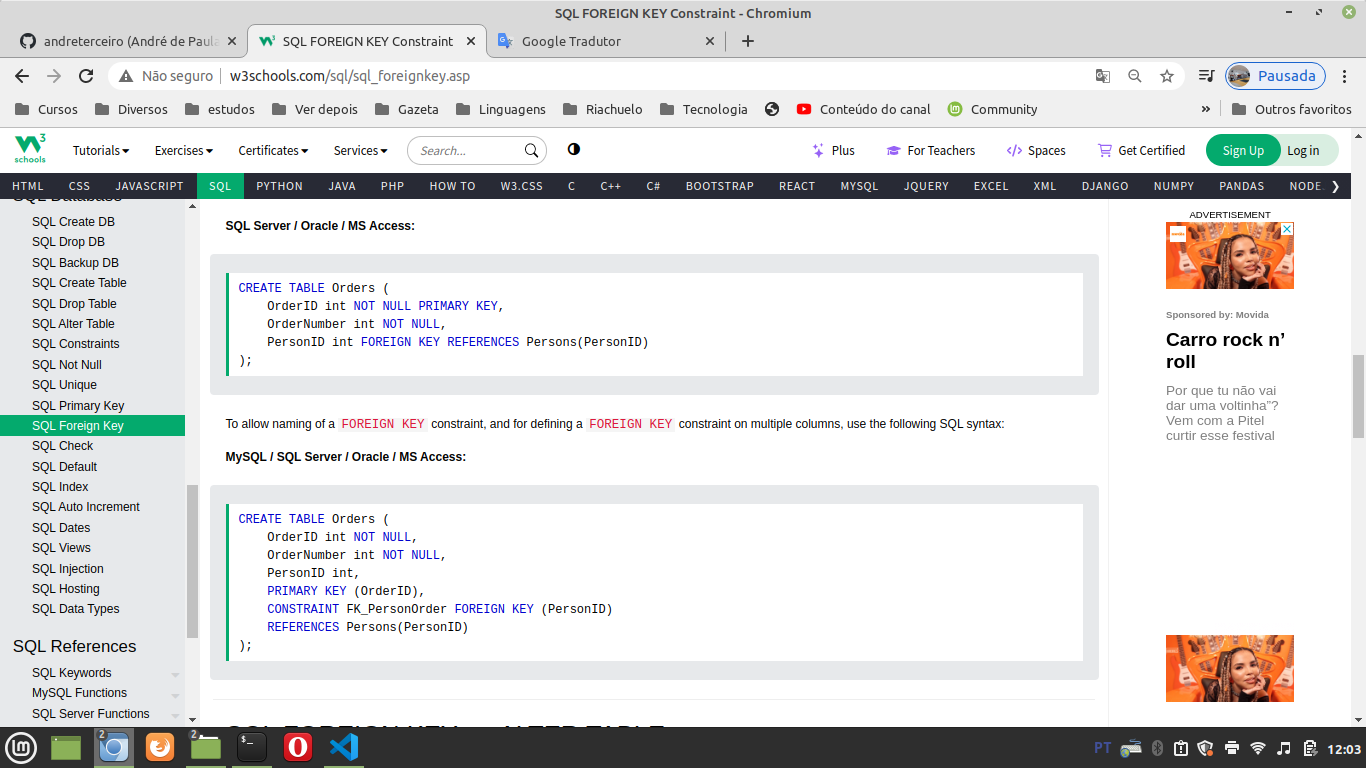 SQL FOREIGN KEY Constraint - Chromium
andreterceiro (André de Paula
SQL FOREIGN KEY Constraint
Google Tradutor
Não seguro
w3schools.com/sql/sql_foreignkey.asp
Pausada
Cursos Diversos estudos Ver depois Gazeta Linguagens Riachuelo Tecnologia Conteúdo do canal Community » Outros favoritos
W3 schools
Tutorials Exercises Certificates Services Search... Plus For Teachers Spaces Get Certified Sign Up Log in
HTML CSS JAVASCRIPT SQL PYTHON JAVA PHP HOW TO W3.CSS C C++ C# BOOTSTRAP REACT MYSQL JQUERY EXCEL XML DJANGO NUMPY PANDAS NODE
SQL Database
SQL Create DB
SQL Drop DB
SQL Backup DB
SQL Create Table
SQL Drop Table
SQL Alter Table
SQL Constraints
SQL Not Null
SQL Unique
SQL Primary Key
SQL Foreign Key
SQL Check
SQL Default
SQL Index
SQL Auto Increment
SQL Dates
SQL Views
SQL Injection
SQL Hosting
SQL Data Types
SQL References
SQL Keywords
MySQL Functions
SQL Server Functions
SQL Server / Oracle / MS Access:
CREATE TABLE Orders (
OrderID int NOT NULL PRIMARY KEY,
OrderNumber int NOT NULL,
PersonID int FOREIGN KEY REFERENCES Persons(PersonID)
);
To allow naming of a FOREIGN KEY constraint, and for defining a FOREIGN KEY constraint on multiple columns, use the following SQL syntax:
MySQL / SQL Server / Oracle / MS Access:
CREATE TABLE Orders (
OrderID int NOT NULL,
OrderNumber int NOT NULL,
PersonID int,
PRIMARY KEY (OrderID),
CONSTRAINT FK_PersonOrder FOREIGN KEY (PersonID)
REFERENCES Persons(PersonID)
);
SQL FOREIGN KEY on ALTER TABLE
ADVERTISEMENT
Sponsored by: Movida
Carro rock n’
roll
Por que tu não vai
dar uma voltinha”?
Vem com a Pitel
curtir esse festival
2
2
PT
12:03